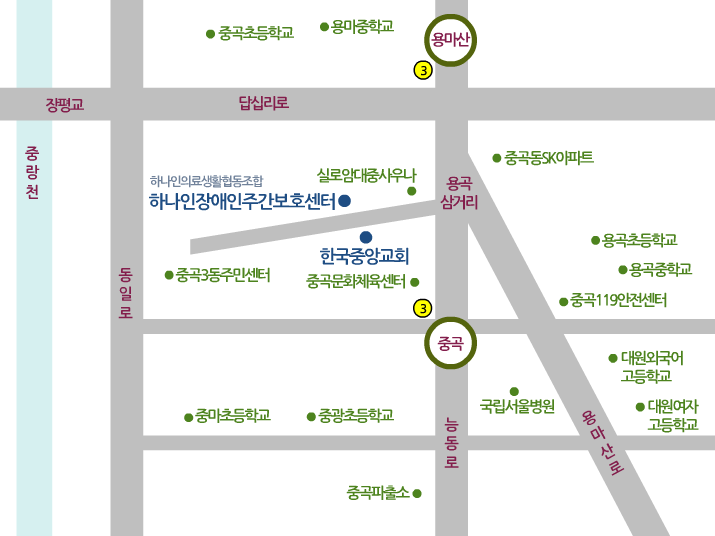 중곡초등학교
용마중학교
용마산
3
장평교
답십리로
중랑천
중곡동SK아파트
실로암대중사우나
하나인의료생활협동조합
하나인장애인주간보호센터
용곡
삼거리
한국중앙교회
용곡초등학교
용곡중학교
중곡3동주민센터
중곡문화체육센터
동일로
중곡119안전센터
3
중곡
대원외국어
고등학교
국립서울병원
대원여자
고등학교
중마초등학교
중광초등학교
능동로
용마산로
중곡파출소